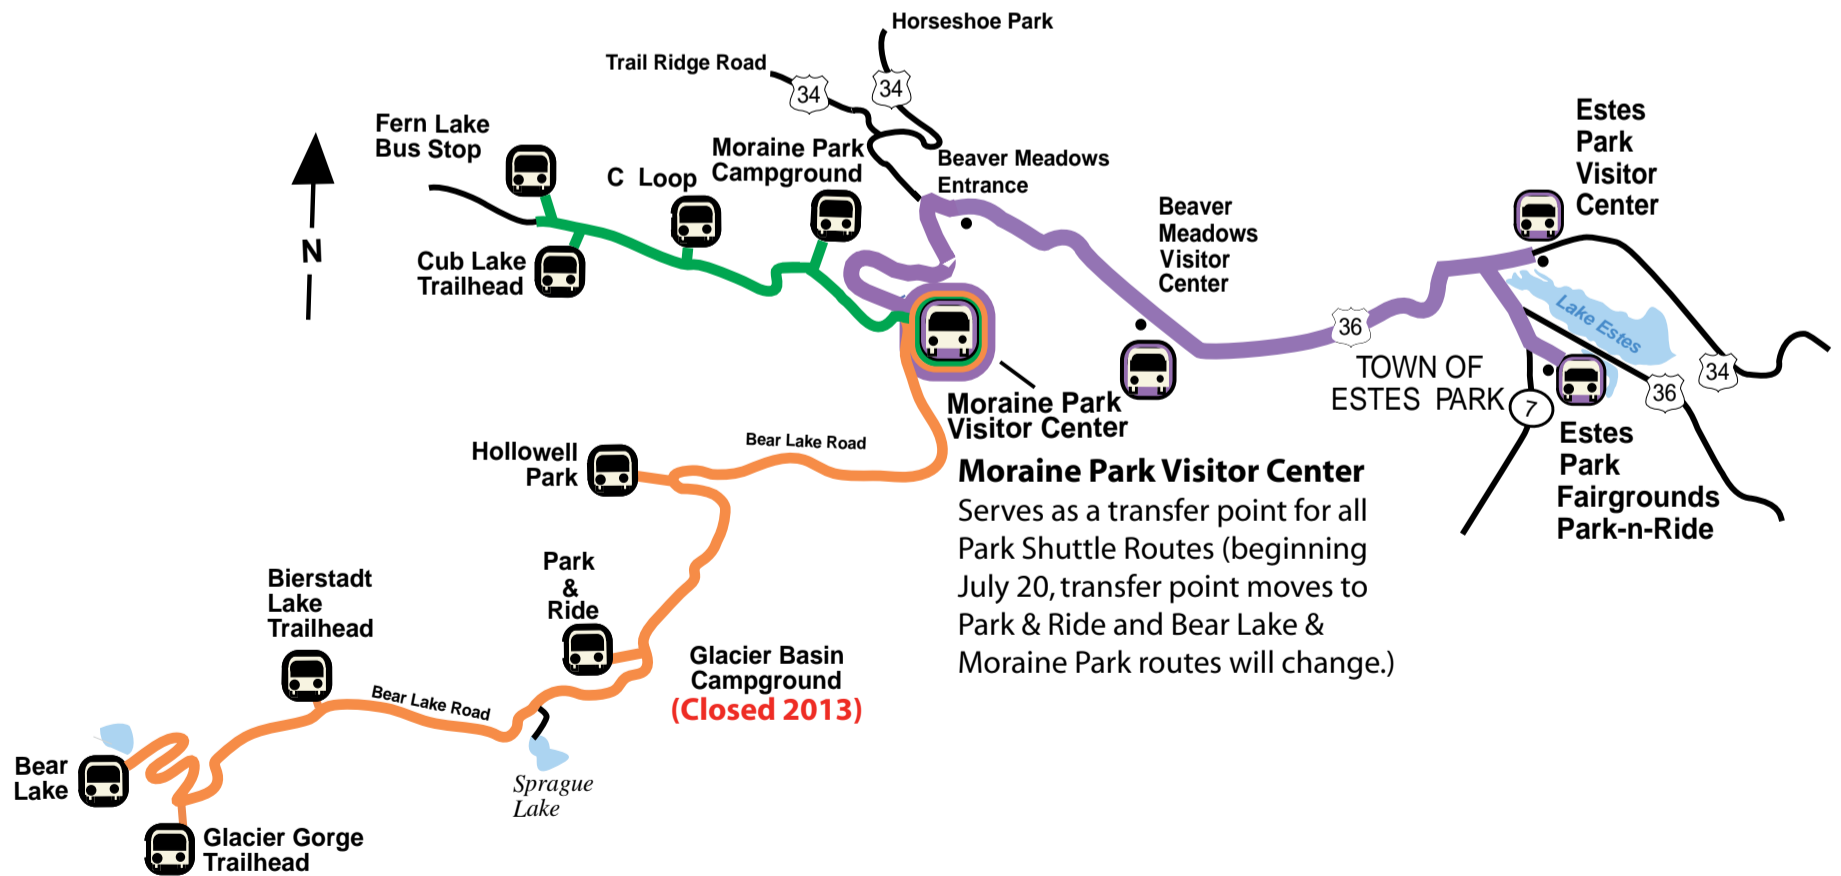 Horseshoe Park
Trail Ridge Road
34
34
Estes
Park
Visitor
Center
Fern Lake
Bus Stop
C Loop
Moraine Park
Campground
Beaver Meadows
Entrance
N
Cub Lake
Trailhead
Beaver
Meadows
Visitor
Center
Lake Estes
36
TOWN OF
ESTES PARK
7
36
34
Moraine Park
Visitor Center
Estes
Park
Fairgrounds
Park-n-Ride
Hollowell
Park
Bear Lake Road
Moraine Park Visitor Center
Serves as a transfer point for all
Park Shuttle Routes (beginning
July 20, transfer point moves to
Park & Ride and Bear Lake &
Moraine Park routes will change.)
Park
&
Ride
Bierstadt
Lake
Trailhead
Glacier Basin
Campground
(Closed 2013)
Bear Lake Road
Bear
Lake
Sprague
Lake
Glacier Gorge
Trailhead